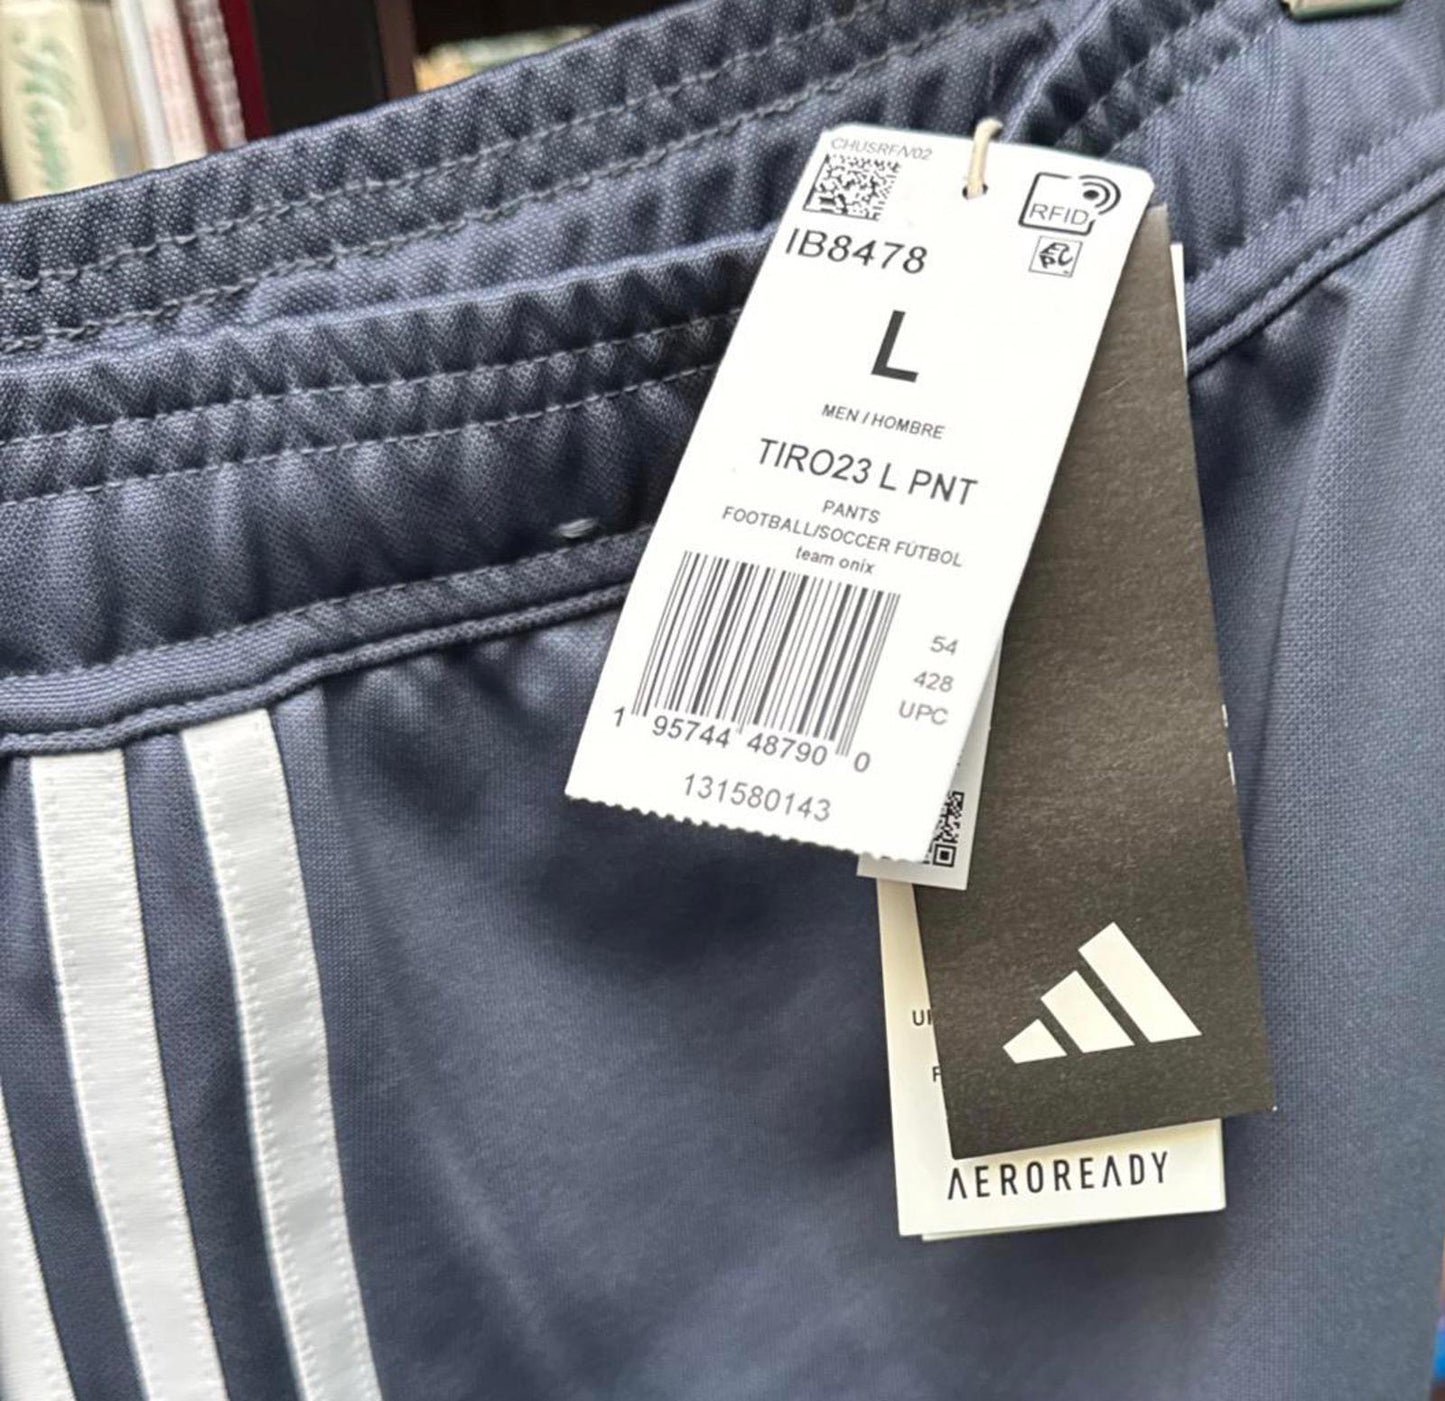 CHUSRFA/02
RFID
IB8478
L
MEN / HOMBRE
TIRO23 L PNT
PANTS
FOOTBALL/SOCCER FÚTBOL
team onix
54
428
UPC
1 95744 48790 0
131580143
AEROREADY